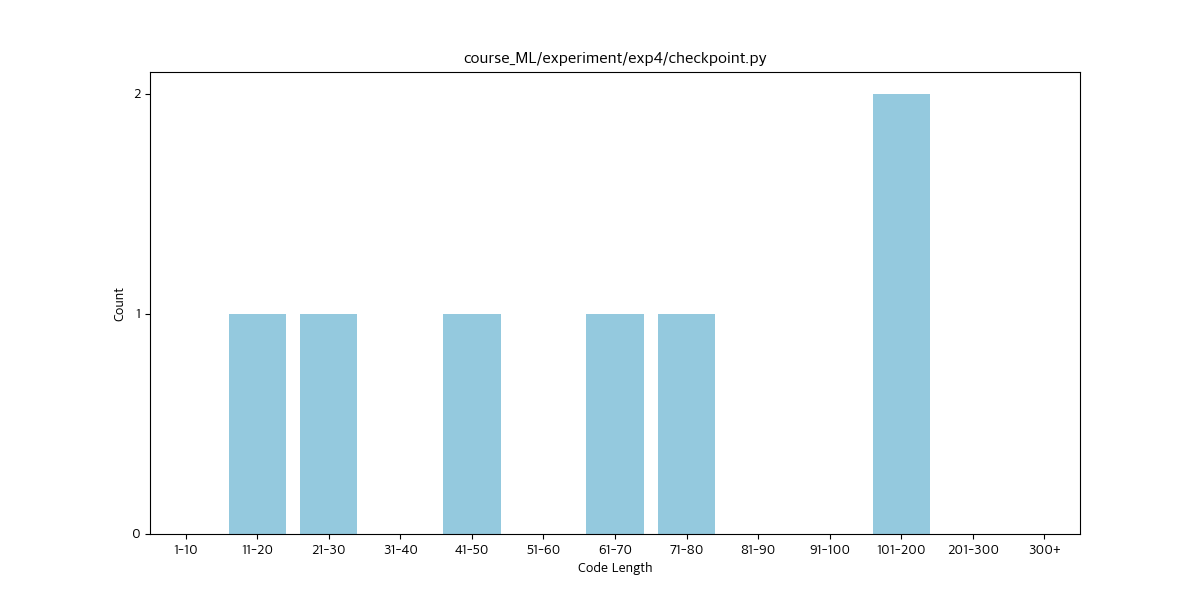 course_ML/experiment/exp4/checkpoint.py
2
1
0
Count
1-10 11-20 21-30 31-40 41-50 51-60 61-70 71-80 81-90 91-100 101-200 201-300 300+
Code Length